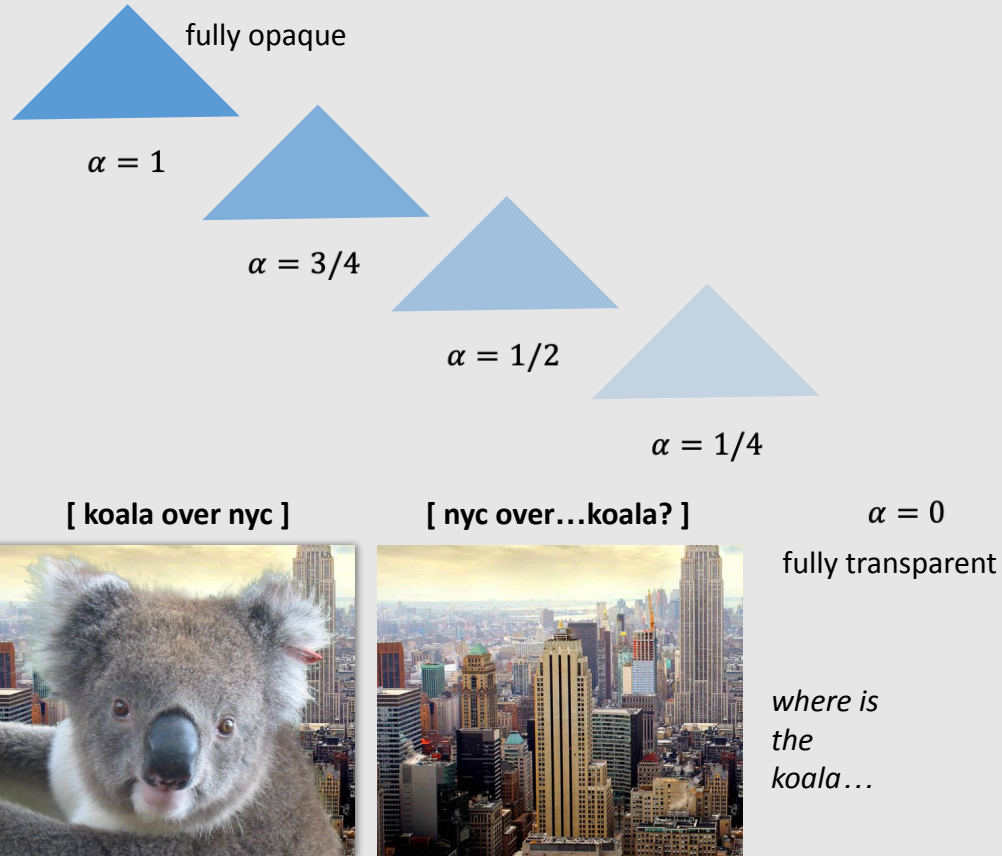 fully opaque
𝛼 = 1
𝛼 = 3/4
𝛼 = 1/2
𝛼 = 1/4
[ koala over nyc ]
[ nyc over…koala? ]
𝛼 = 0
fully transparent
where is
the
koala…